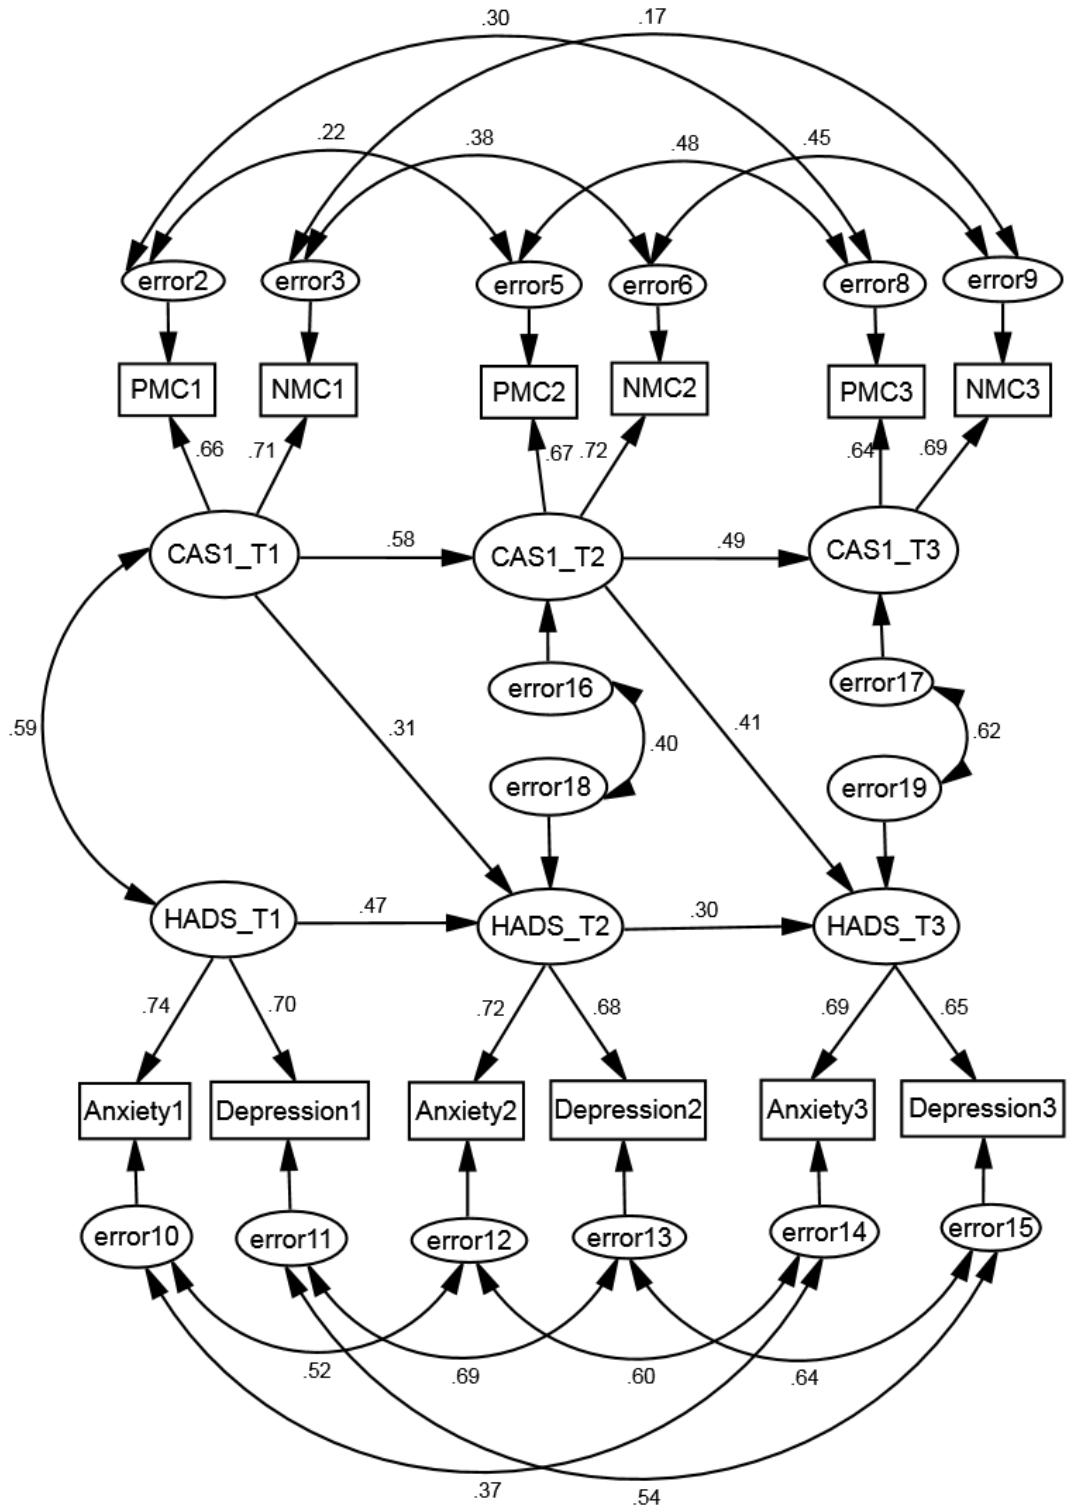 .30 .17
.22 .38 .48 .45
error2 error3 error5 error6 error8 error9
PMC1 NMC1 PMC2 NMC2 PMC3 NMC3
.66 .71 .67 .72 .64 .69
CAS1_T1 .58 CAS1_T2 .49 CAS1_T3
error16 error17
.59 .31 .40 .41 .62
error18 error19
HADS_T1 .47 HADS_T2 .30 HADS_T3
.74 .70 .72 .68 .69 .65
Anxiety1 Depression1 Anxiety2 Depression2 Anxiety3 Depression3
error10 error11 error12 error13 error14 error15
.52 .69 .60 .64
.37 .54